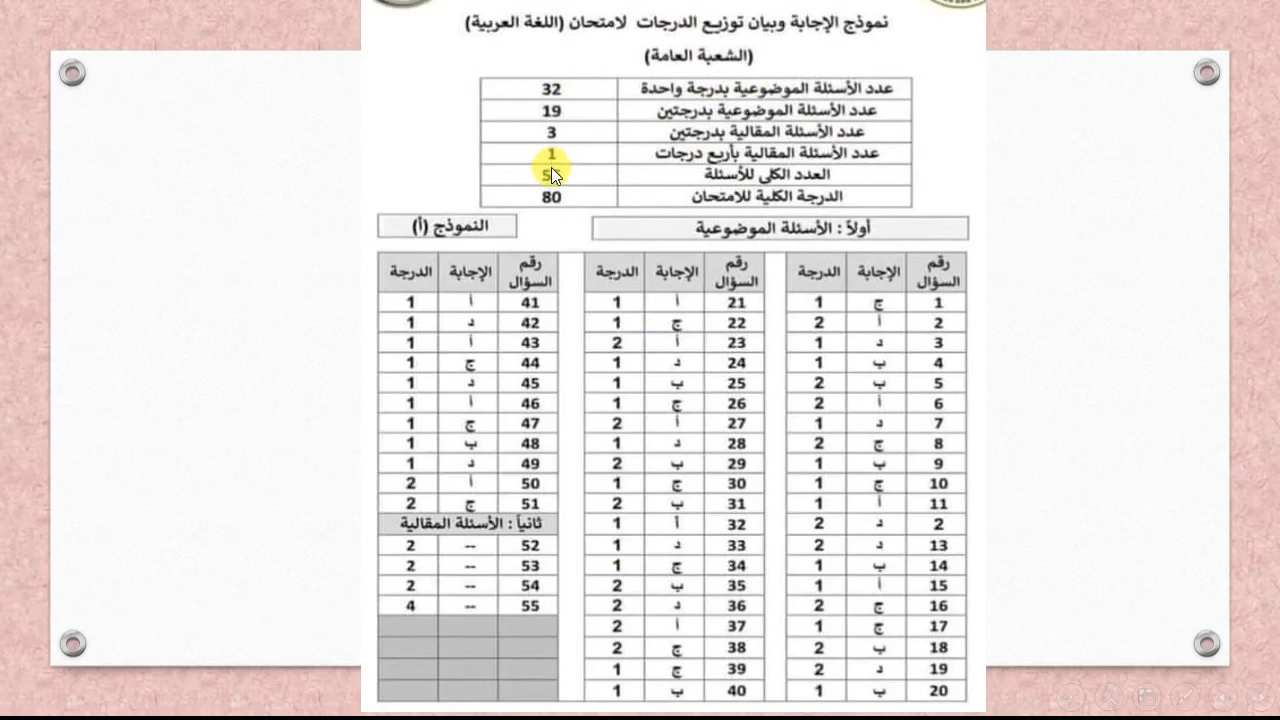 نموذج الإجابة وبيان توزيع الدرجات لامتحان (اللغة العربية)
(الشعبة العامة)
عدد الأسئلة الموضوعية بدرجة واحدة 32
عدد الأسئلة الموضوعية بدرجتين 19
عدد الأسئلة المقالية بدرجتين 3
عدد الأسئلة المقالية بأربع درجات 1
العدد الكلى للأسئلة
الدرجة الكلية للامتحان 80
أولاً : الأسئلة الموضوعية
النموذج (أ)
رقم السؤال الإجابة الدرجة
1 ج 1
2 أ 2
3 د 1
4 ب 1
5 ب 2
6 أ 2
7 د 1
8 ج 2
9 ب 1
10 ج 1
11 أ 1
2 د 2
13 د 2
14 ب 1
15 أ 1
16 ج 2
17 ج 1
18 ب 2
19 د 2
20 ب 1
رقم السؤال الإجابة الدرجة
21 أ 1
22 ج 1
23 أ 2
24 د 1
25 ب 1
26 ج 1
27 أ 2
28 د 1
29 ب 2
30 ج 1
31 ب 2
32 أ 1
33 د 1
34 ج 1
35 ب 2
36 د 2
37 أ 2
38 ج 2
39 ج 1
40 ب 1
رقم السؤال الإجابة الدرجة
41 أ 1
42 د 1
43 أ 1
44 ج 1
45 د 1
46 أ 1
47 ج 1
48 ب 1
49 د 1
50 أ 2
51 ج 2
ثانياً : الأسئلة المقالية
52 -- 2
53 -- 2
54 -- 2
55 -- 4